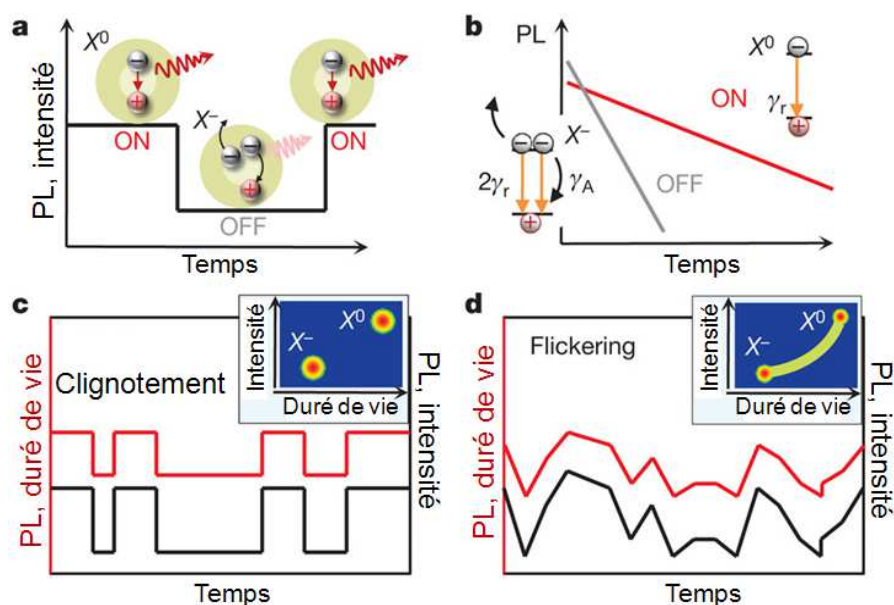 a
X⁰
PL, intensité
ON
X⁻
OFF
ON
Temps
b
PL
X⁰
ON
γr
X⁻
2γr
γA
OFF
Temps
c
Clignotement
Intensité
X⁻
X⁰
Duré de vie
PL, duré de vie
PL, intensité
Temps
d
Flickering
Intensité
X⁻
X⁰
Duré de vie
PL, duré de vie
PL, intensité
Temps